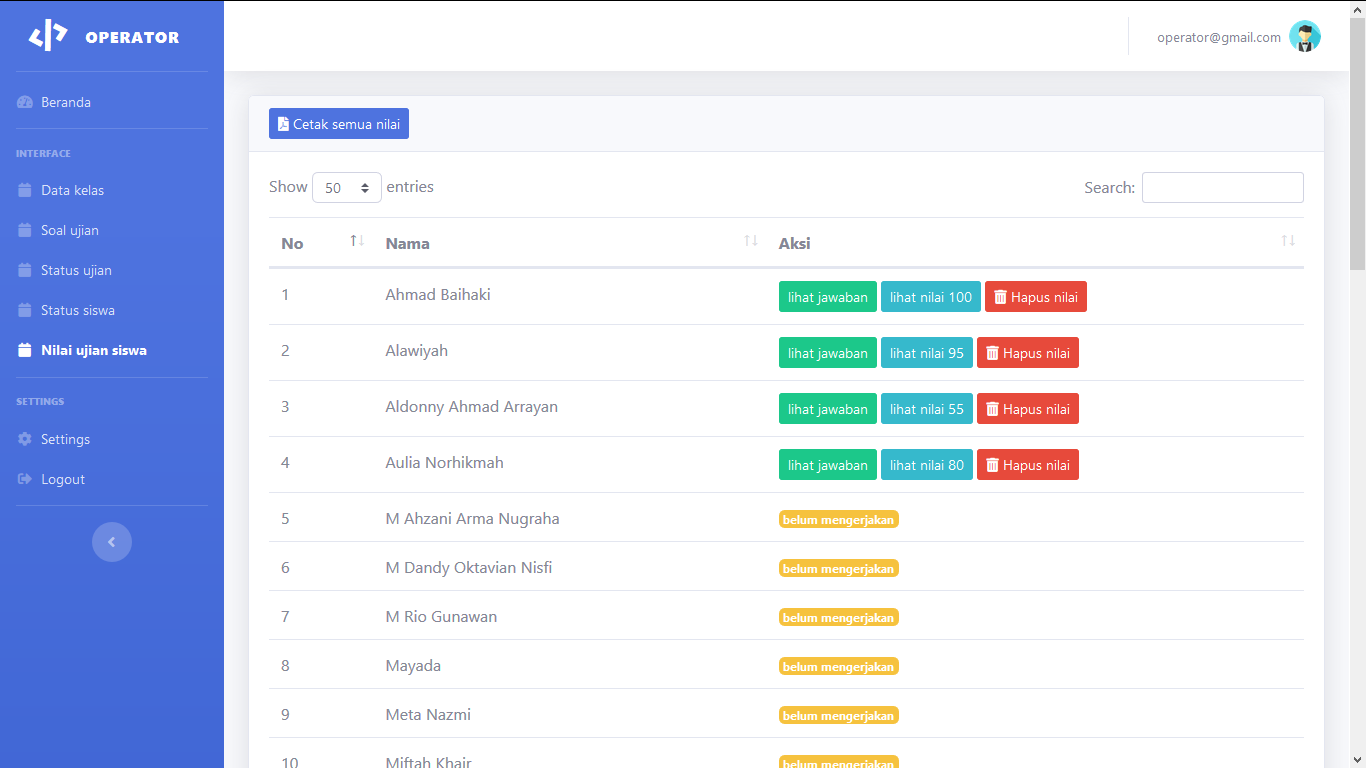 OPERATOR
operator@gmail.com
Beranda
INTERFACE
Data kelas
Soal ujian
Status ujian
Status siswa
Nilai ujian siswa
SETTINGS
Settings
Logout
Cetak semua nilai
Show 50 entries
Search:
No Nama Aksi
1 Ahmad Baihaki lihat jawaban lihat nilai 100 Hapus nilai
2 Alawiyah lihat jawaban lihat nilai 95 Hapus nilai
3 Aldonny Ahmad Arrayan lihat jawaban lihat nilai 55 Hapus nilai
4 Aulia Norhikmah lihat jawaban lihat nilai 80 Hapus nilai
5 M Ahzani Arma Nugraha belum mengerjakan
6 M Dandy Oktavian Nisfi belum mengerjakan
7 M Rio Gunawan belum mengerjakan
8 Mayada belum mengerjakan
9 Meta Nazmi belum mengerjakan
10 Miftah Khair belum mengerjakan